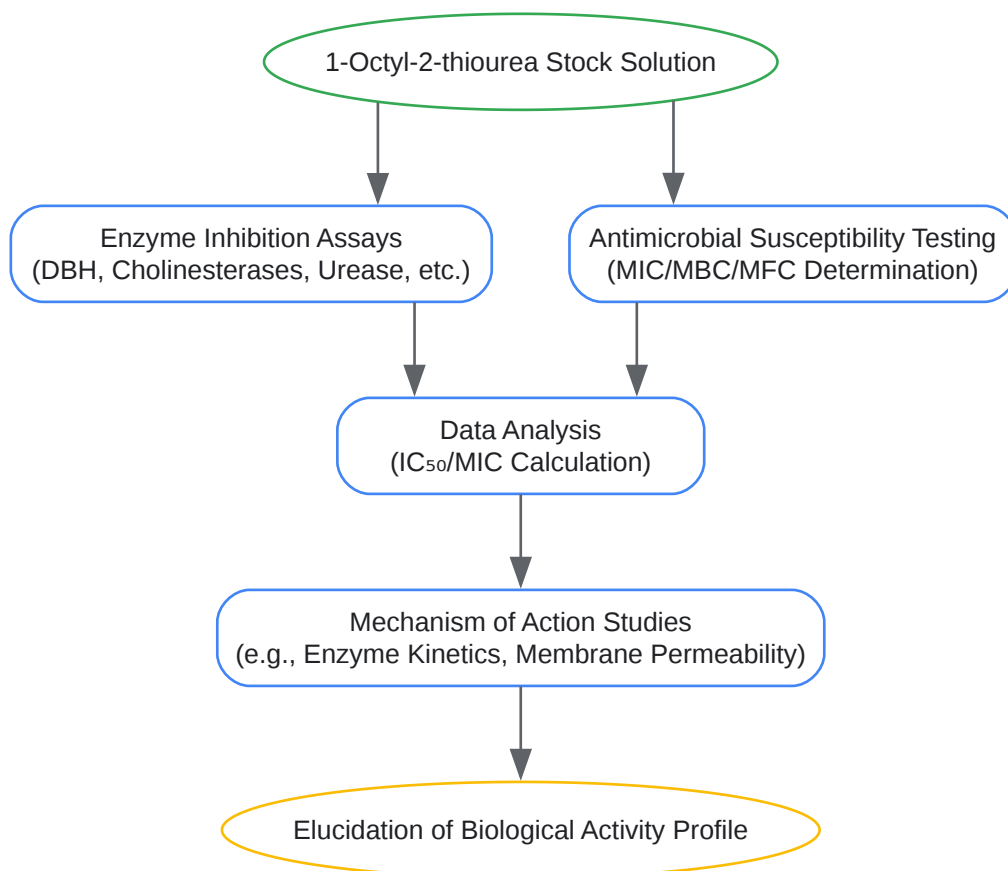 1-Octyl-2-thiourea Stock Solution
Enzyme Inhibition Assays
(DBH, Cholinesterases, Urease, etc.)
Antimicrobial Susceptibility Testing
(MIC/MBC/MFC Determination)
Data Analysis
(IC₅₀/MIC Calculation)
Mechanism of Action Studies
(e.g., Enzyme Kinetics, Membrane Permeability)
Elucidation of Biological Activity Profile